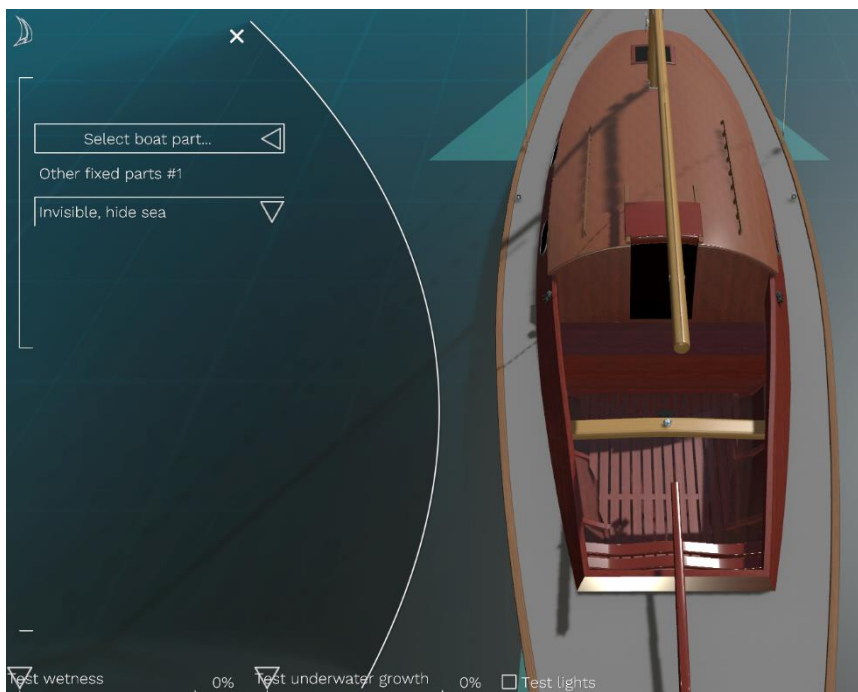 Select boat part...
Other fixed parts #1
Invisible, hide sea
Test wetness 0% Test underwater growth 0% Test lights